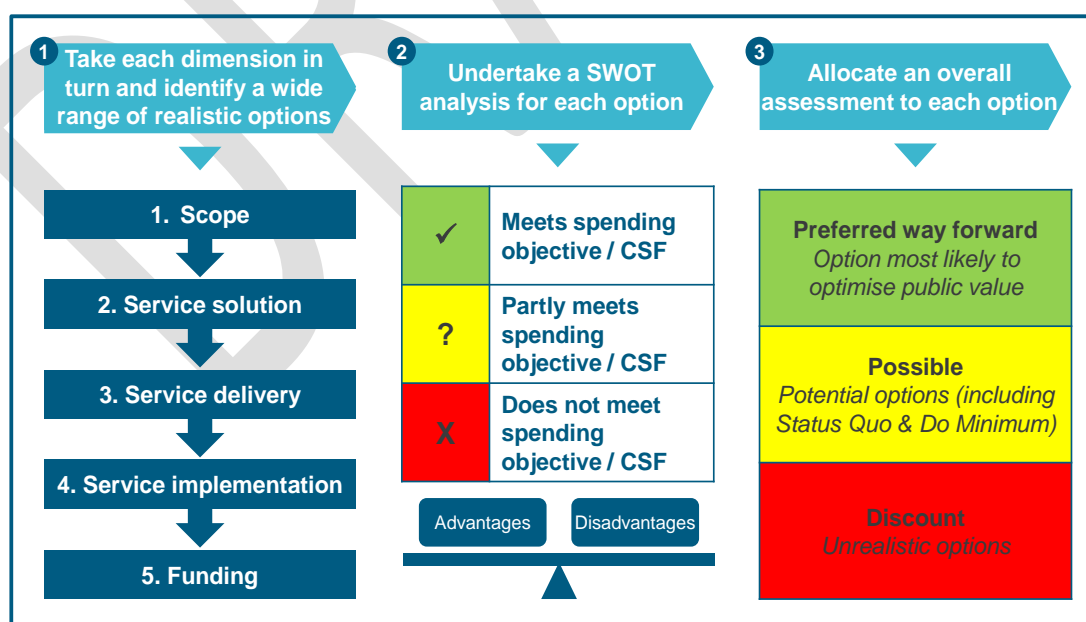 1
Take each dimension in
turn and identify a wide
range of realistic options
1. Scope
2. Service solution
3. Service delivery
4. Service implementation
5. Funding
2
Undertake a SWOT
analysis for each option
✓
Meets spending
objective / CSF
?
Partly meets
spending
objective / CSF
X
Does not meet
spending
objective / CSF
Advantages
Disadvantages
3
Allocate an overall
assessment to each option
Preferred way forward
Option most likely to
optimise public value
Possible
Potential options (including
Status Quo & Do Minimum)
Discount
Unrealistic options